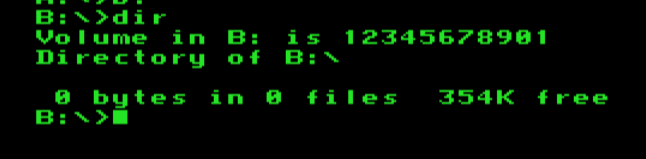 B:\>dir
Volume in B: is 12345678901
Directory of B:\
0 bytes in 0 files  354K free
B:\>